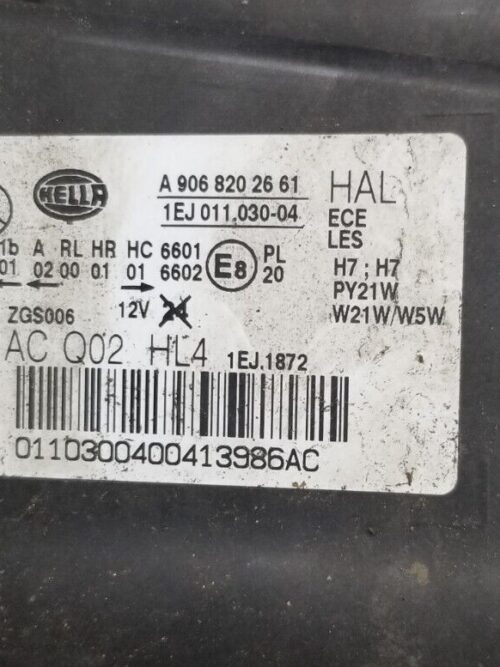 HELLA
A 906 820 26 61
1EJ 011.030-04
HAL
ECE
LES
1b A RL HR HC 6601
01 02 00 01 01 6602
E8
PL
20
H7 ; H7
PY21W
W21W/W5W
ZGS006
12V 24
AC Q02 HL4 1EJ.1872
0110300400413986AC